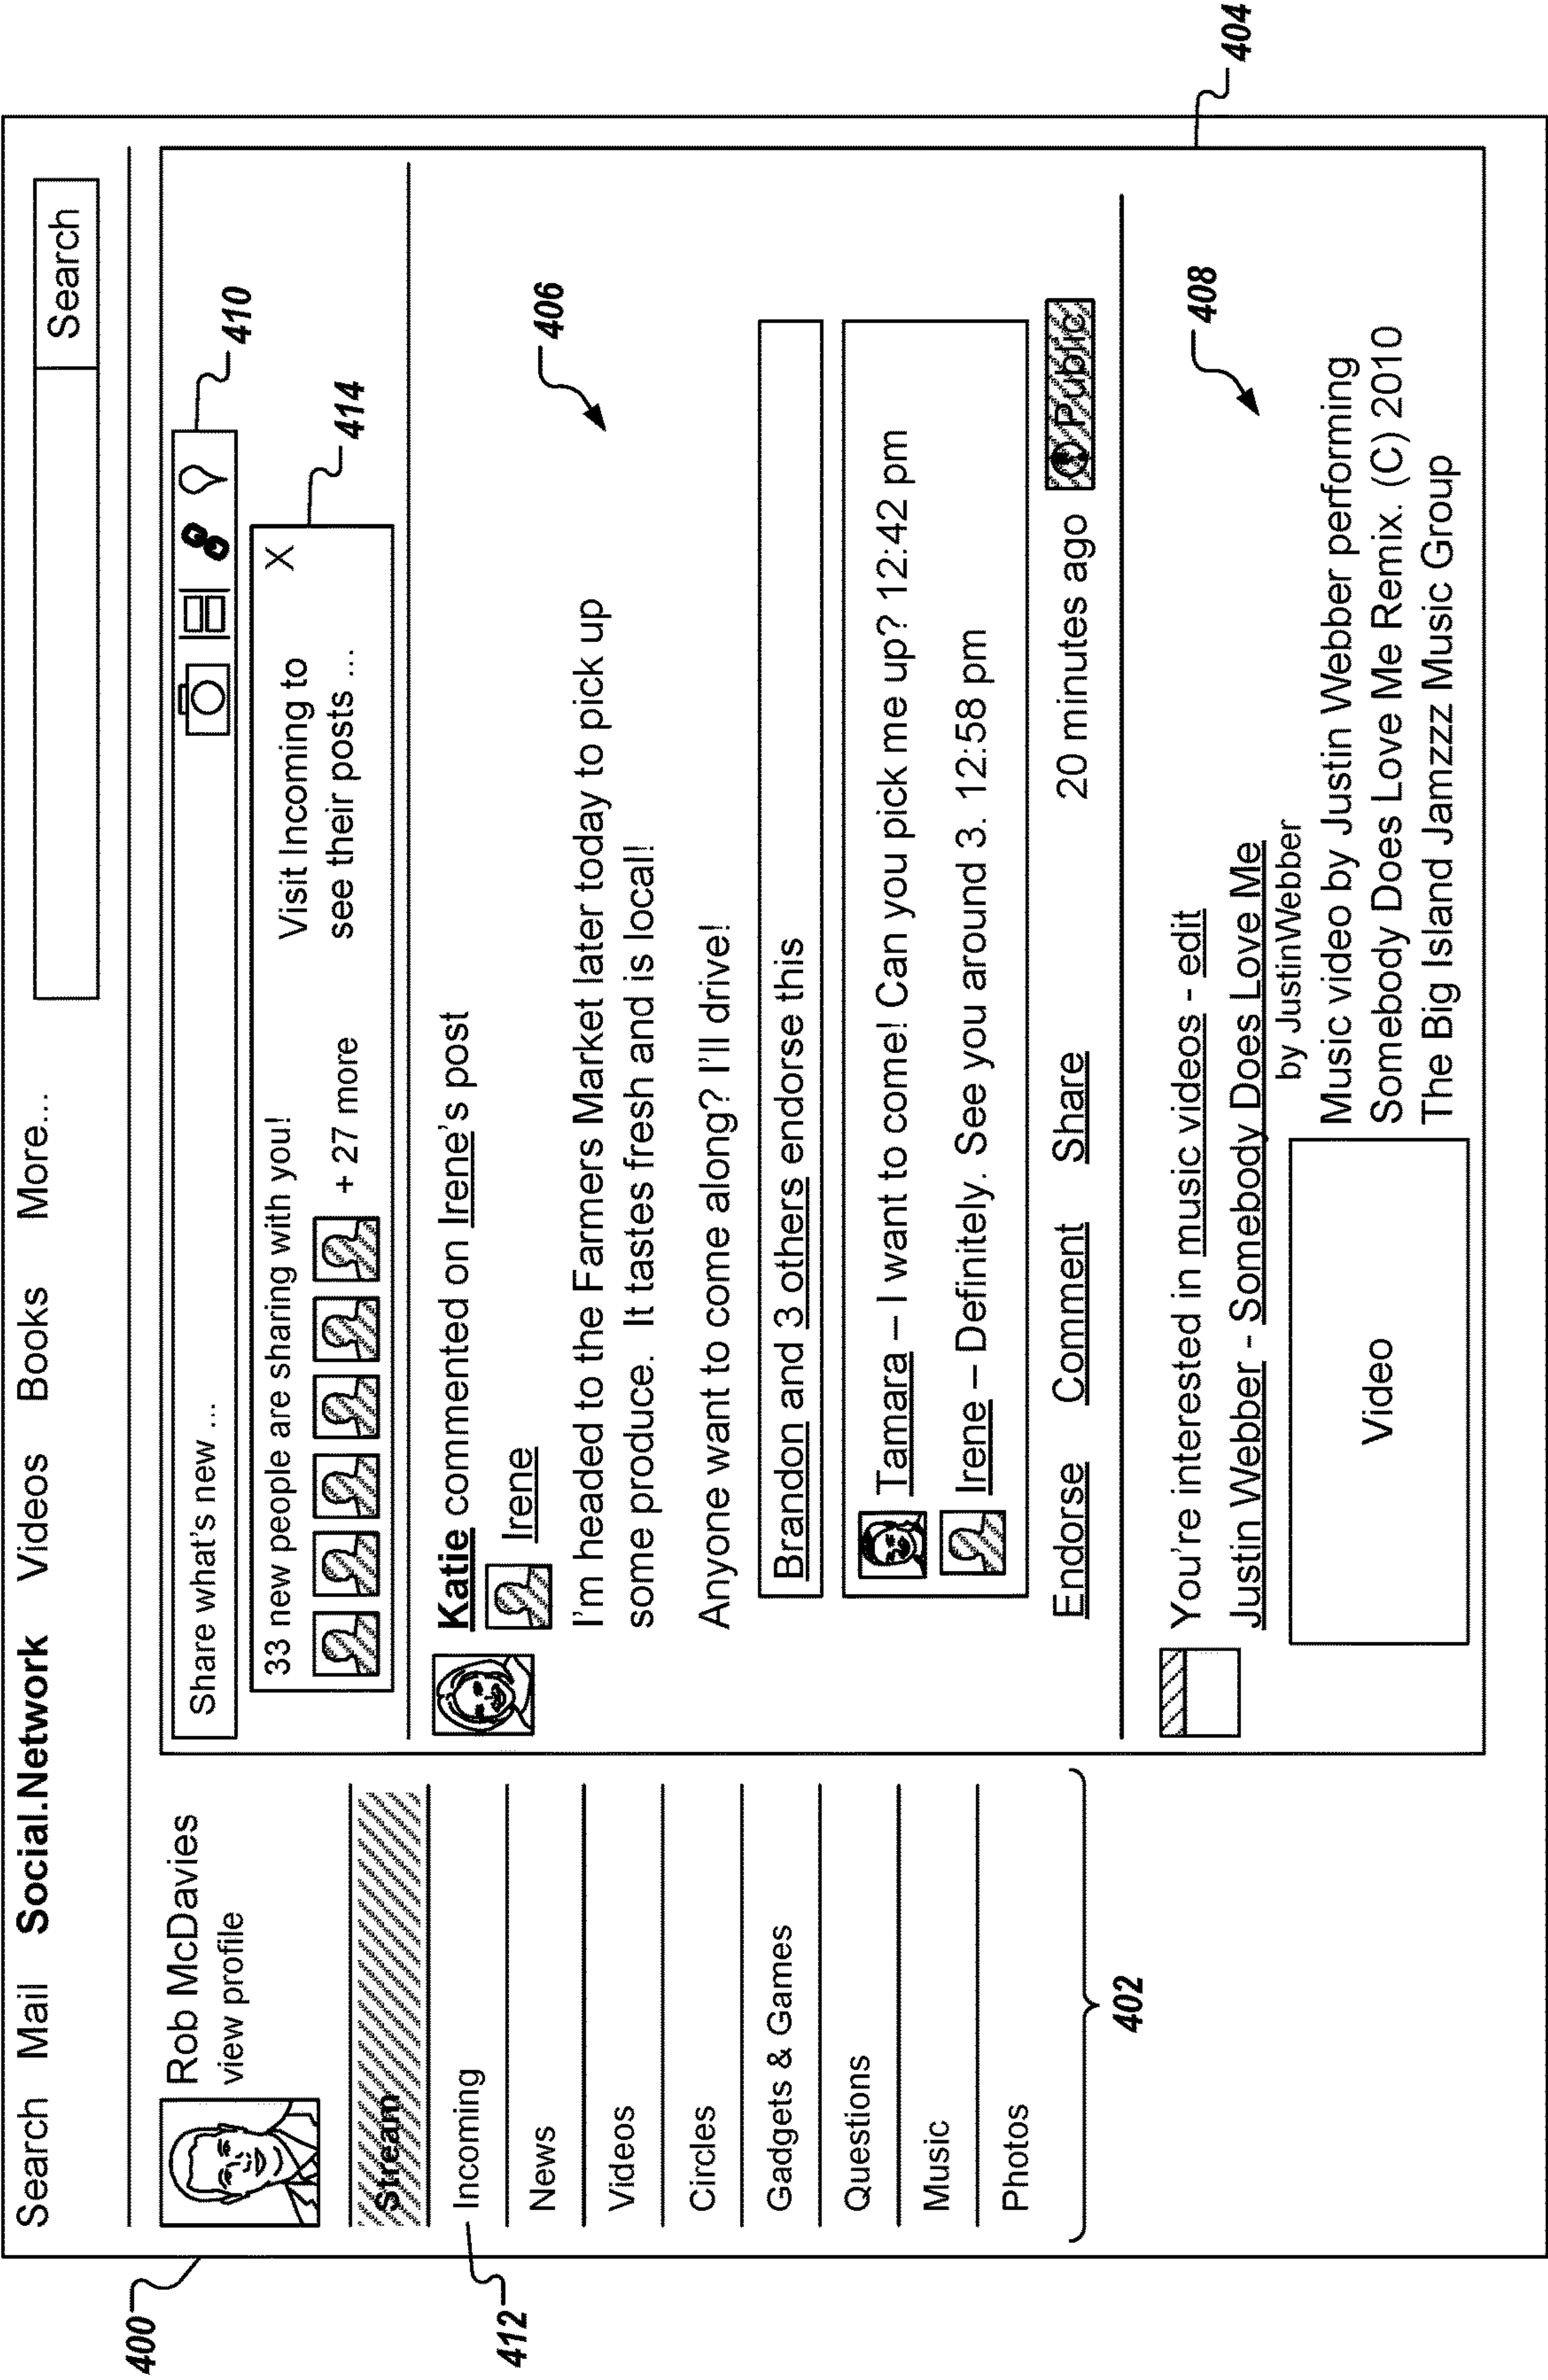 Search Mail Social.Network Videos Books More... Search
Rob McDavies
view profile
Stream
Incoming
News
Videos
Circles
Gadgets & Games
Questions
Music
Photos
Share what's new ...
33 new people are sharing with you!
+ 27 more
Visit Incoming to
see their posts ...
X
Katie commented on Irene's post
Irene
I'm headed to the Farmers Market later today to pick up
some produce. It tastes fresh and is local!
Anyone want to come along? I'll drive!
Brandon and 3 others endorse this
Tamara – I want to come! Can you pick me up? 12:42 pm
Irene – Definitely. See you around 3. 12:58 pm
Endorse Comment Share 20 minutes ago Public
You're interested in music videos - edit
Justin Webber - Somebody Does Love Me
by JustinWebber
Video
Music video by Justin Webber performing
Somebody Does Love Me Remix. (C) 2010
The Big Island Jamzzz Music Group
400
412
402
410
414
406
408
404